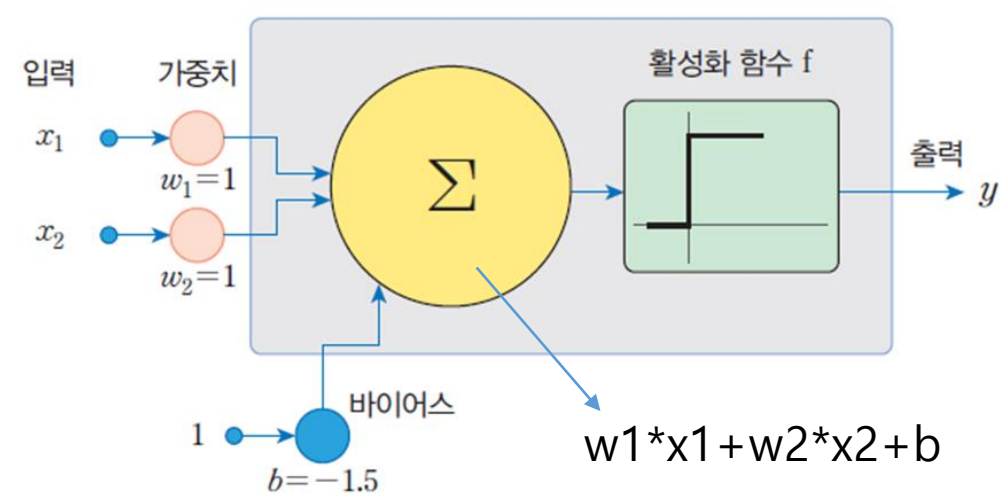 입력
가중치
활성화 함수 f
x₁
w₁=1
Σ
출력
y
x₂
w₂=1
바이어스
1
b=−1.5
w1*x1+w2*x2+b